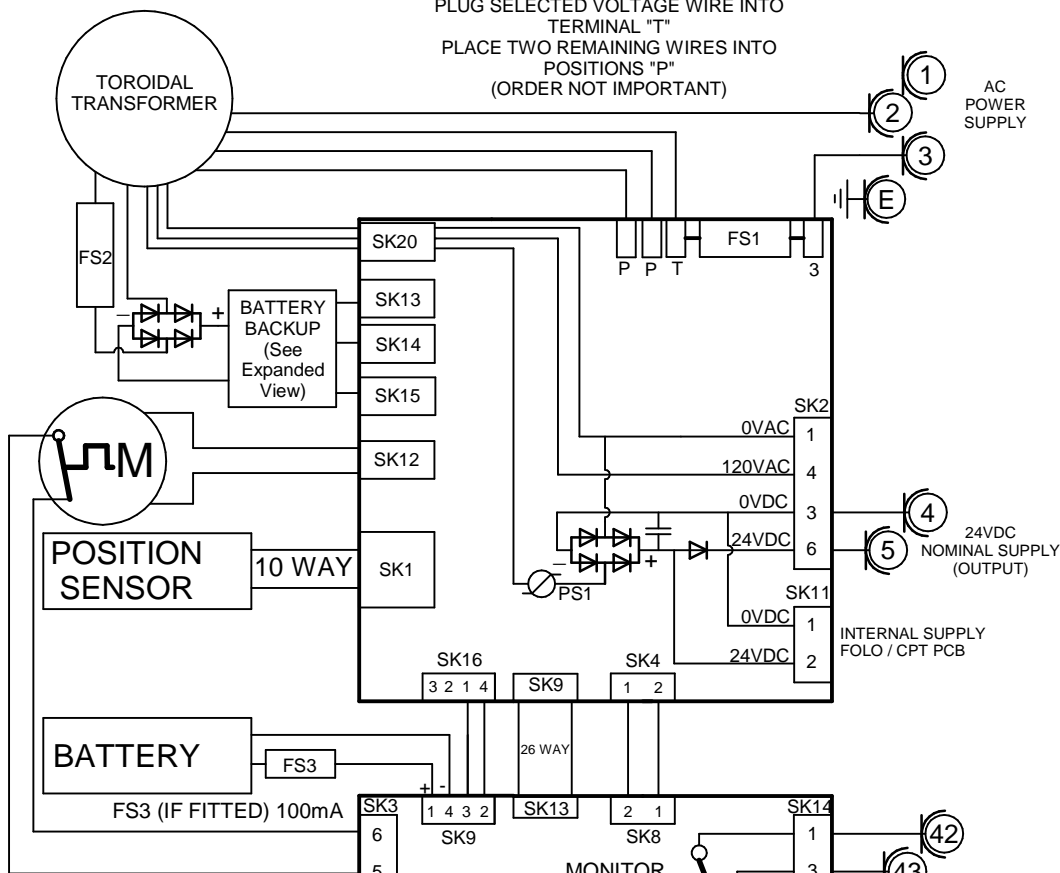 PLUG SELECTED VOLTAGE WIRE INTO
TERMINAL "T"
PLACE TWO REMAINING WIRES INTO
POSITIONS "P"
(ORDER NOT IMPORTANT)
TOROIDAL
TRANSFORMER
1
2
AC
POWER
SUPPLY
3
E
FS2
SK20
P P T
FS1
3
– +
BATTERY
BACKUP
(See
Expanded
View)
SK13
SK14
SK15
M
SK12
SK2
0VAC 1
120VAC 4
0VDC 3
24VDC 6
4
5
24VDC
NOMINAL SUPPLY
(OUTPUT)
POSITION
SENSOR
10 WAY
SK1
– +
PS1
SK11
0VDC 1
24VDC 2
INTERNAL SUPPLY
FOLO / CPT PCB
SK16
3 2 1 4
SK9
SK4
1 2
BATTERY
FS3
26 WAY
+ -
FS3 (IF FITTED) 100mA
SK3
6
5
1 4 3 2
SK9
SK13
2 1
SK8
SK14
1
3
MONITOR
42
43